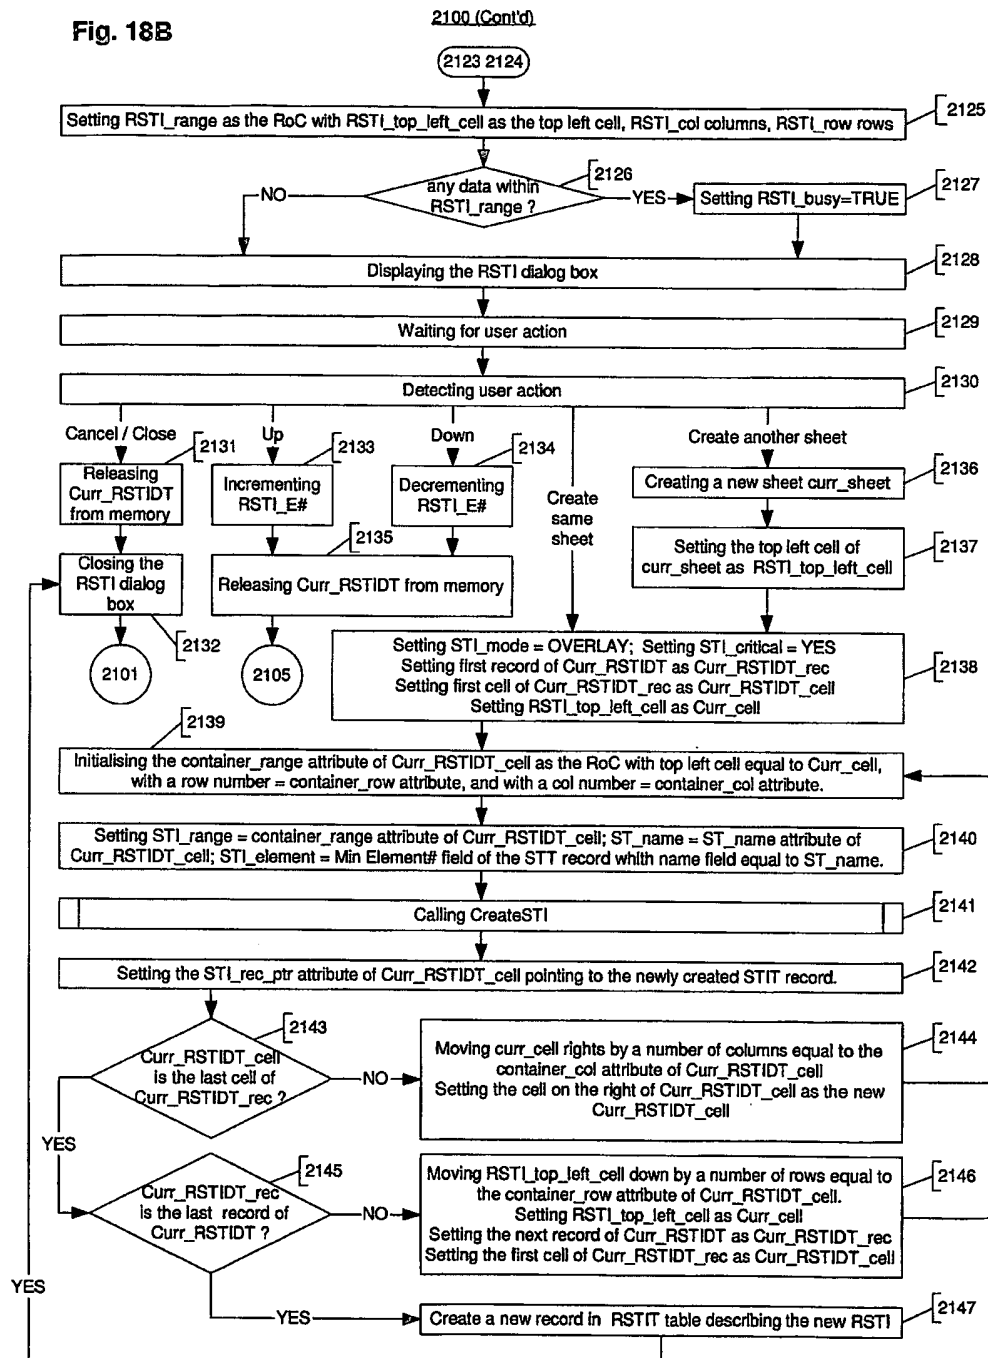 Fig. 18B
2100 (Cont'd)
2123 2124
Setting RSTI_range as the RoC with RSTI_top_left_cell as the top left cell, RSTI_col columns, RSTI_row rows
2125
any data within
RSTI_range ?
2126
NO
YES
Setting RSTI_busy=TRUE
2127
Displaying the RSTI dialog box
2128
Waiting for user action
2129
Detecting user action
2130
Cancel / Close
2131
Releasing
Curr_RSTIDT
from memory
Up
2133
Incrementing
RSTI_E#
Down
2134
Decrementing
RSTI_E#
Create
same
sheet
Create another sheet
2136
Creating a new sheet curr_sheet
2137
Setting the top left cell of
curr_sheet as RSTI_top_left_cell
2135
Releasing Curr_RSTIDT from memory
Closing the
RSTI dialog
box
2132
2101
2105
Setting STI_mode = OVERLAY; Setting STI_critical = YES
Setting first record of Curr_RSTIDT as Curr_RSTIDT_rec
Setting first cell of Curr_RSTIDT_rec as Curr_RSTIDT_cell
Setting RSTI_top_left_cell as Curr_cell
2138
2139
Initialising the container_range attribute of Curr_RSTIDT_cell as the RoC with top left cell equal to Curr_cell,
with a row number = container_row attribute, and with a col number = container_col attribute.
Setting STI_range = container_range attribute of Curr_RSTIDT_cell; ST_name = ST_name attribute of
Curr_RSTIDT_cell; STI_element = Min Element# field of the STT record whith name field equal to ST_name.
2140
Calling CreateSTI
2141
Setting the STI_rec_ptr attribute of Curr_RSTIDT_cell pointing to the newly created STIT record.
2142
2143
Curr_RSTIDT_cell
is the last cell of
Curr_RSTIDT_rec ?
NO
YES
Moving curr_cell rights by a number of columns equal to the
container_col attribute of Curr_RSTIDT_cell
Setting the cell on the right of Curr_RSTIDT_cell as the new
Curr_RSTIDT_cell
2144
2145
Curr_RSTIDT_rec
is the last record of
Curr_RSTIDT ?
NO
Moving RSTI_top_left_cell down by a number of rows equal to
the container_row attribute of Curr_RSTIDT_cell.
Setting RSTI_top_left_cell as Curr_cell
Setting the next record of Curr_RSTIDT as Curr_RSTIDT_rec
Setting the first cell of Curr_RSTIDT_rec as Curr_RSTIDT_cell
2146
YES
YES
Create a new record in RSTIT table describing the new RSTI
2147